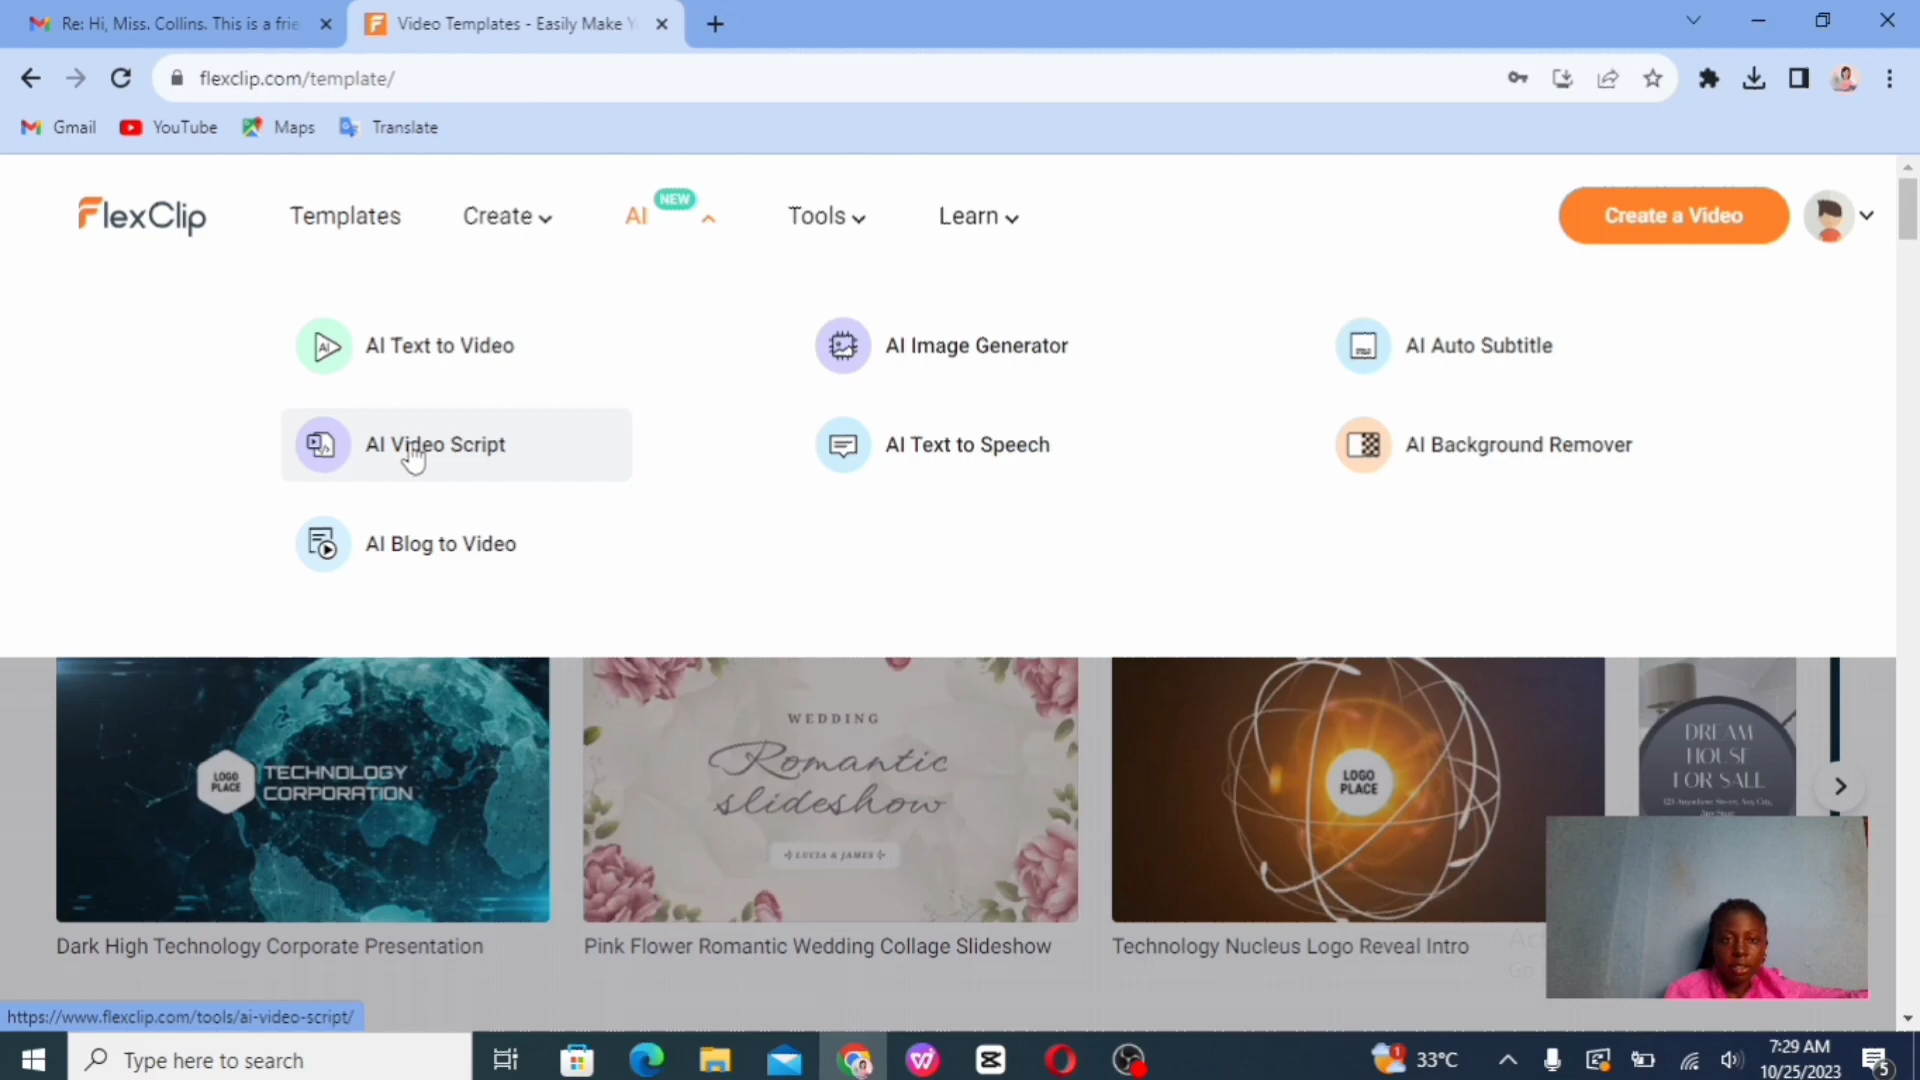 Re: Hi, Miss. Collins. This is a frie
Video Templates - Easily Make Y
flexclip.com/template/
Gmail
YouTube
Maps
Translate
FlexClip
Templates
Create
AI
NEW
Tools
Learn
Create a Video
AI Text to Video
AI Image Generator
AI Auto Subtitle
AI Video Script
AI Text to Speech
AI Background Remover
AI Blog to Video
LOGO PLACE
TECHNOLOGY
CORPORATION
WEDDING
Romantic
slideshow
LUCIA & JAMES
LOGO
PLACE
DREAM
HOUSE
FOR SALL
Dark High Technology Corporate Presentation
Pink Flower Romantic Wedding Collage Slideshow
Technology Nucleus Logo Reveal Intro
https://www.flexclip.com/tools/ai-video-script/
Type here to search
33°C
7:29 AM
10/25/2023
5